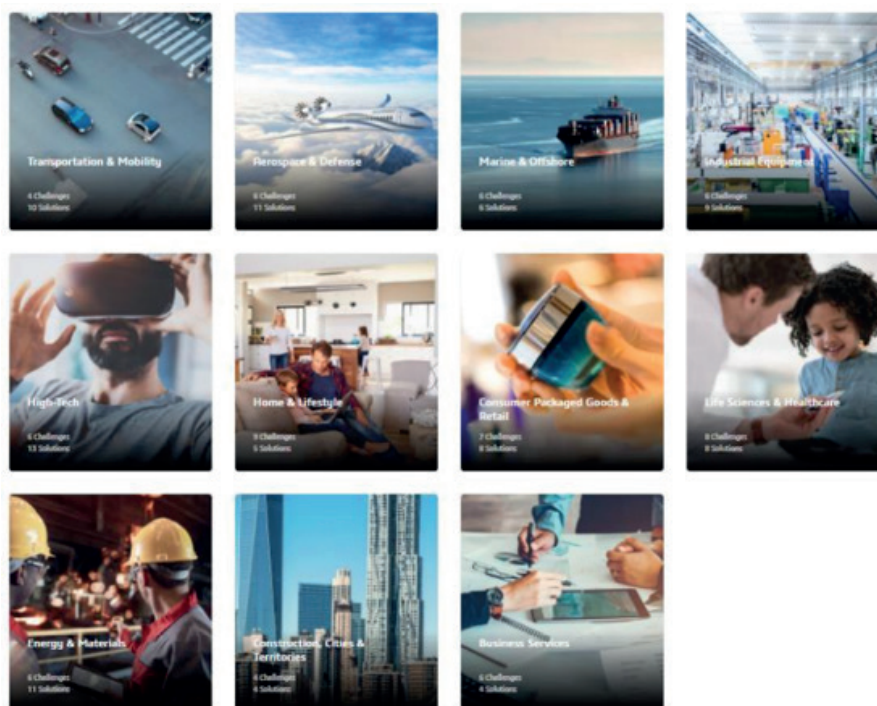 Transportation & Mobility
4 Challenges
10 Solutions
Aerospace & Defense
6 Challenges
11 Solutions
Marine & Offshore
6 Challenges
6 Solutions
Industrial Equipment
6 Challenges
9 Solutions
High-Tech
6 Challenges
13 Solutions
Home & Lifestyle
9 Challenges
5 Solutions
Consumer Packaged Goods &
Retail
7 Challenges
8 Solutions
Life Sciences & Healthcare
8 Challenges
8 Solutions
Energy & Materials
6 Challenges
11 Solutions
Construction, Cities &
Territories
4 Challenges
4 Solutions
Business Services
6 Challenges
4 Solutions